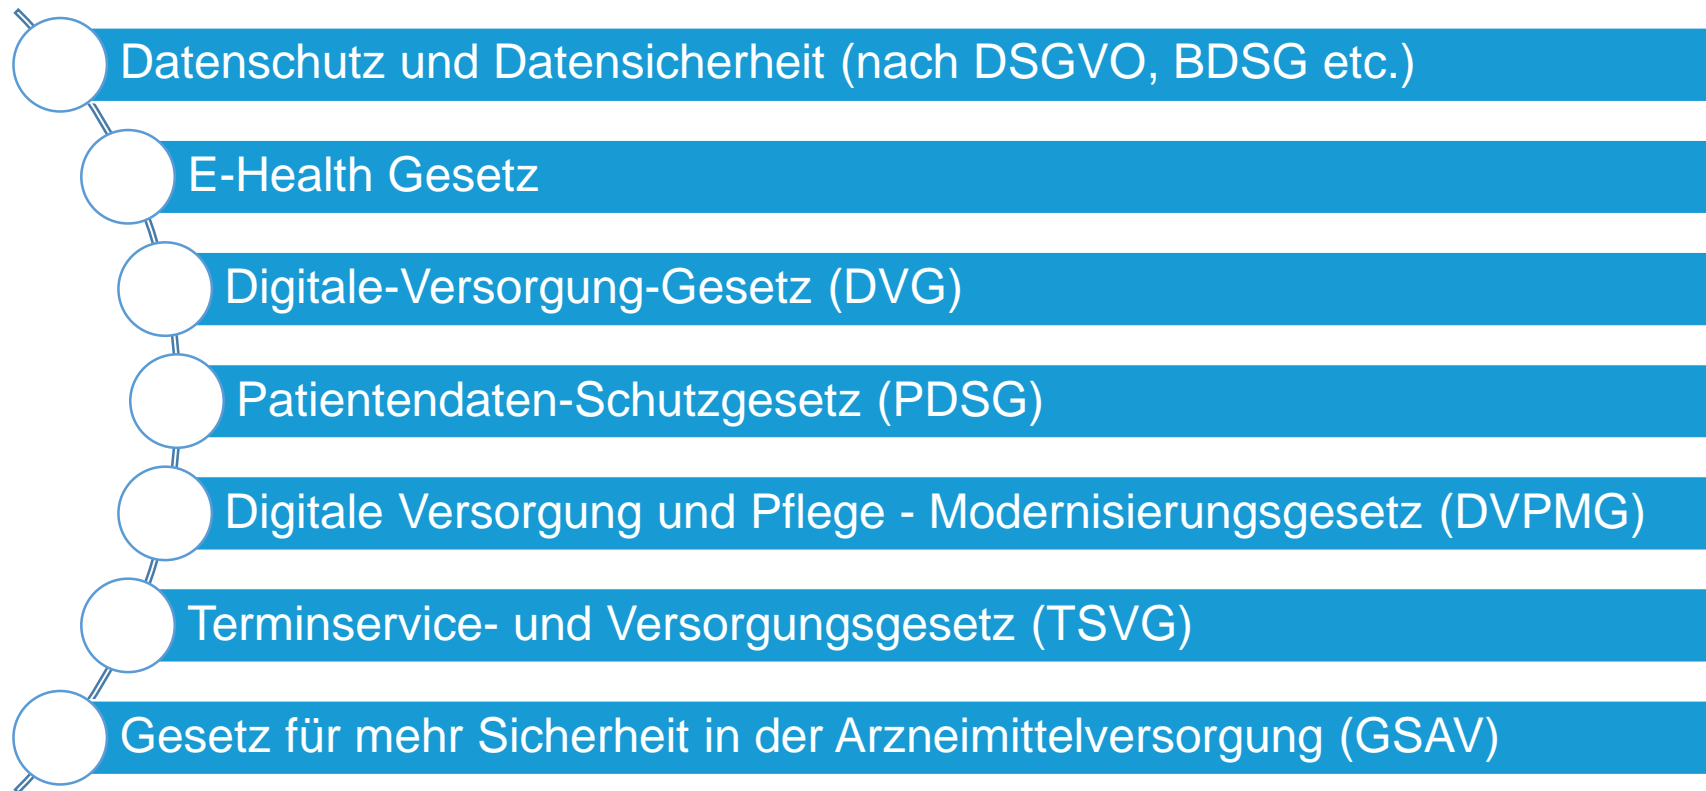 Datenschutz und Datensicherheit (nach DSGVO, BDSG etc.)
E-Health Gesetz
Digitale-Versorgung-Gesetz (DVG)
Patientendaten-Schutzgesetz (PDSG)
Digitale Versorgung und Pflege - Modernisierungsgesetz (DVPMG)
Terminservice- und Versorgungsgesetz (TSVG)
Gesetz für mehr Sicherheit in der Arzneimittelversorgung (GSAV)